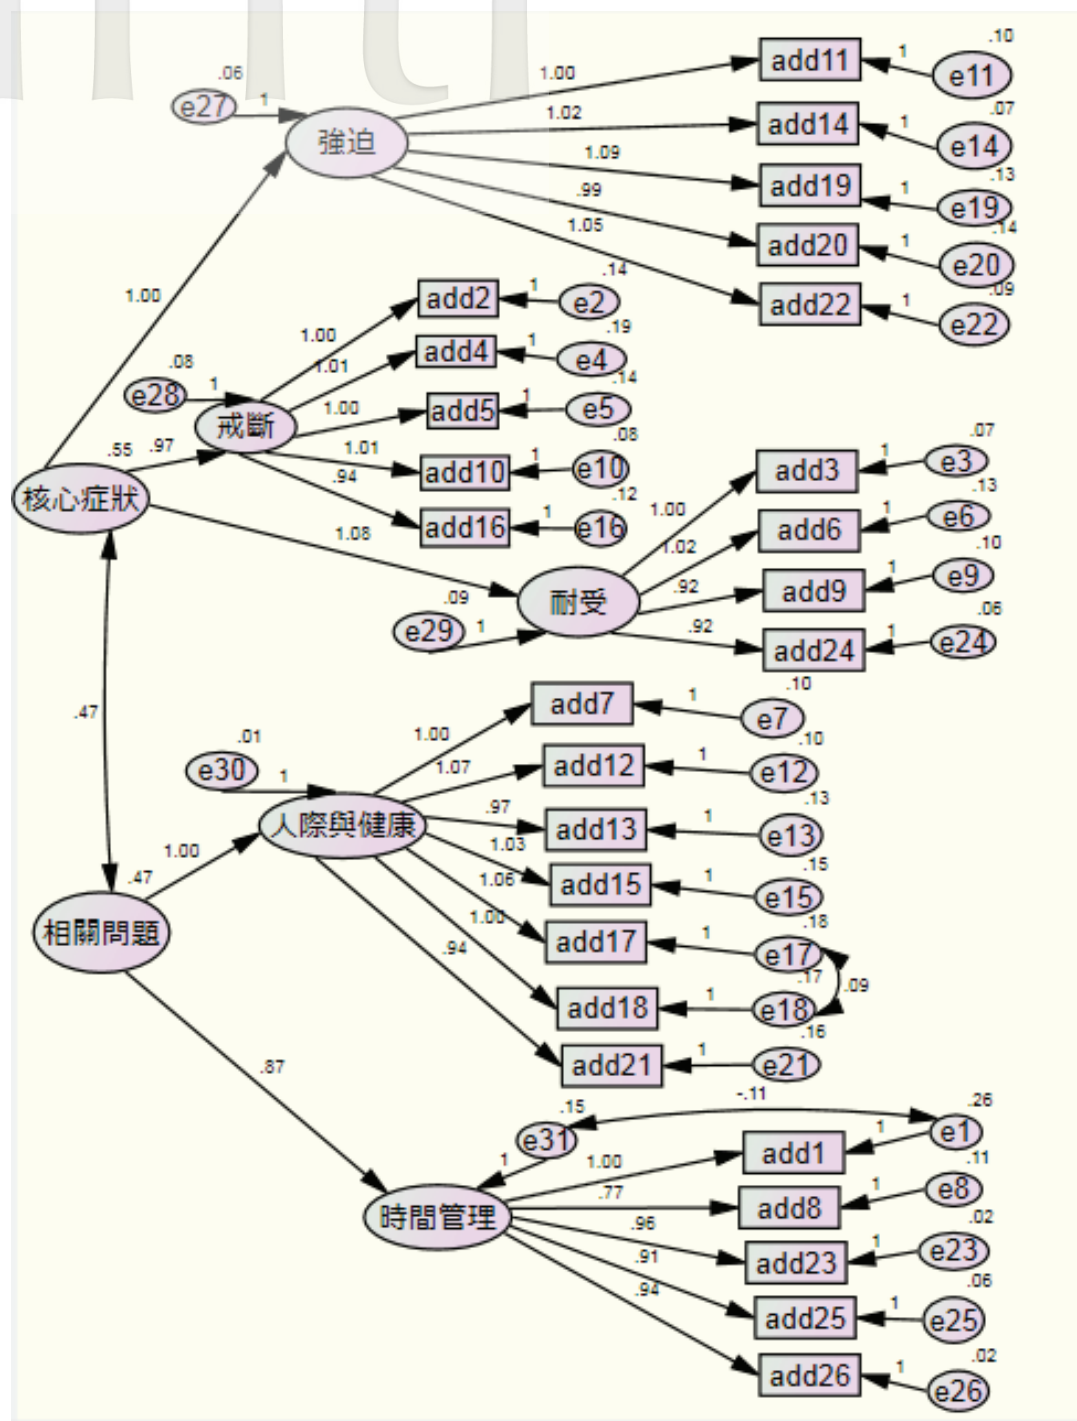 .10
1.00
add11
1
e11
.06
e27
1
1.02
add14
1
.07
e14
強迫
1.09
add19
1
.13
e19
.99
add20
1
.14
e20
1.05
add22
1
.09
e22
1.00
.14
add2
1
e2
1.00
.19
add4
1
e4
1.01
.08
e28
1
.14
add5
1
e5
1.00
戒斷
.55
.97
.08
1.01
add10
1
e10
.94
.12
add16
1
e16
核心症狀
.07
add3
1
e3
1.00
.13
add6
1
e6
1.02
1.08
.10
add9
1
e9
.92
耐受
.09
e29
1
.06
.92
add24
1
e24
.47
.10
add7
1
e7
1.00
.01
e30
1
.10
1.07
add12
1
e12
人際與健康
.13
.97
add13
1
e13
1.00
.47
.15
1.03
add15
1
e15
1.06
.18
add17
1
e17
1.00
相關問題
.17
add18
1
e18
.09
.94
.16
add21
1
e21
.87
-.11
.15
e31
1
.26
add1
1
e1
1.00
.11
.77
add8
1
e8
時間管理
.02
.96
add23
1
e23
.91
.06
add25
1
e25
.94
.02
add26
1
e26